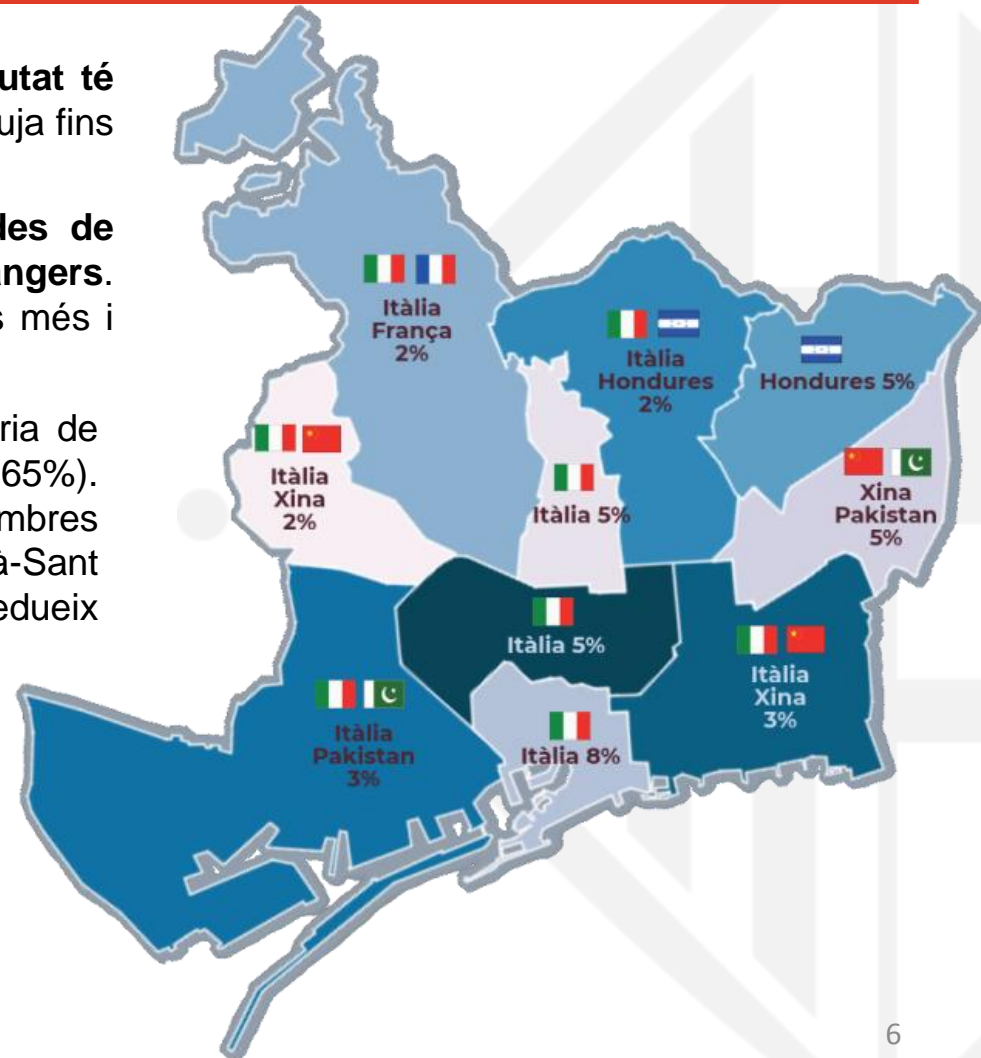 utat té
uja fins
des de
angers.
s més i
ria de
65%).
mbres
à-Sant
edueix
Itàlia
França
2%
Itàlia
Hondures
2%
Hondures 5%
Itàlia
Xina
2%
Itàlia 5%
Xina
Pakistan
5%
Itàlia 5%
Itàlia
Xina
3%
Itàlia
Pakistan
3%
Itàlia 8%
6